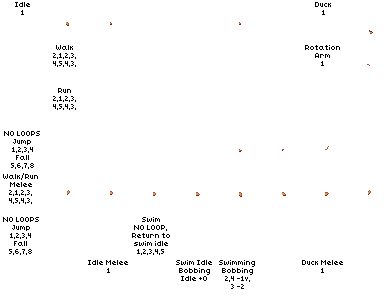 Idle
1
Duck
1
Walk
2,1,2,3,
4,5,4,3,
Rotation
Arm
1
Run
2,1,2,3,
4,5,4,3,
NO LOOPS
Jump
1,2,3,4
Fall
5,6,7,8
Walk/Run
Melee
2,1,2,3,
4,5,4,3,
NO LOOPS
Jump
1,2,3,4
Fall
5,6,7,8
Swim
NO LOOP,
Return to
swim idle
1,2,3,4,5
Idle Melee
1
Swim Idle
Bobbing
Idle +0
Swimming
Bobbing
2,4 -1v,
3 -2
Duck Melee
1